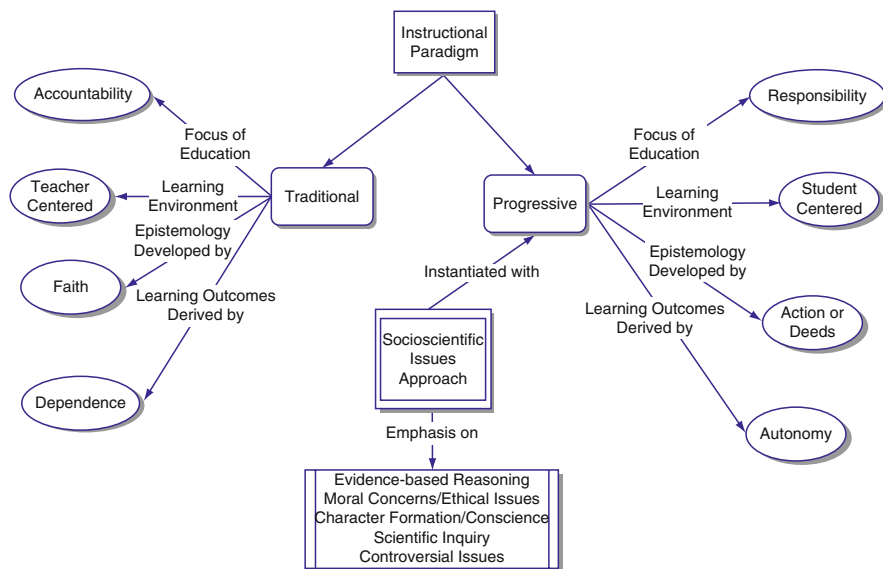 Instructional
Paradigm
Accountability
Responsibility
Focus of
Education
Focus of
Education
Teacher
Centered
Learning
Environment
Traditional
Progressive
Learning
Environment
Student
Centered
Epistemology
Developed by
Epistemology
Developed by
Faith
Instantiated with
Learning Outcomes
Derived by
Learning Outcomes
Derived by
Action or
Deeds
Socioscientific
Issues
Approach
Dependence
Autonomy
Emphasis on
Evidence-based Reasoning
Moral Concerns/Ethical Issues
Character Formation/Conscience
Scientific Inquiry
Controversial Issues